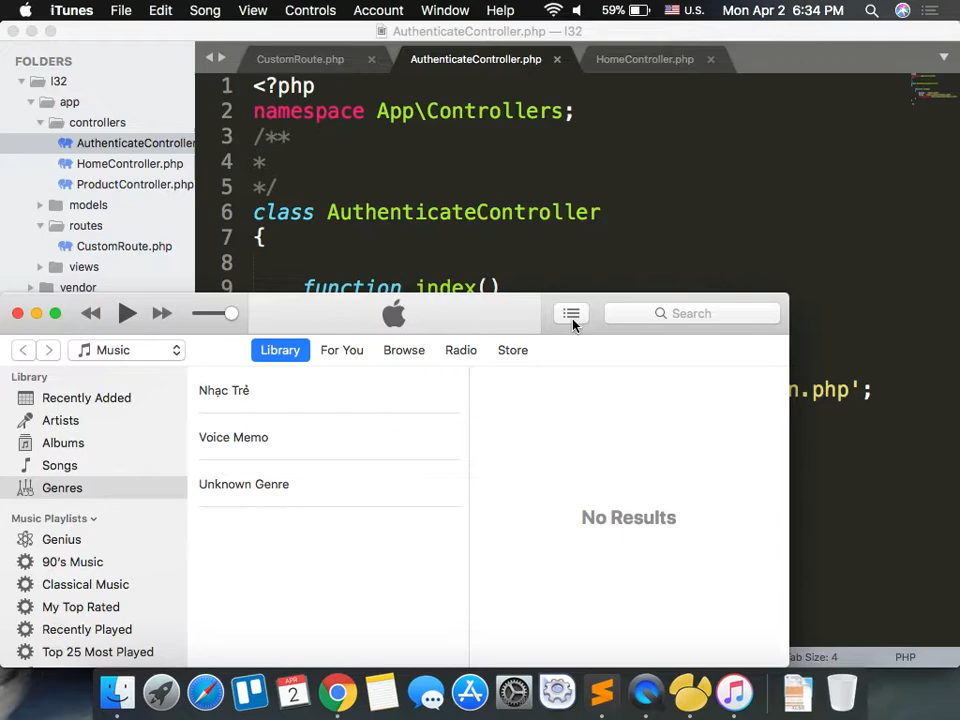 iTunes File Edit Song View Controls Account Window Help 59% U.S. Mon Apr 2 6:34 PM
AuthenticateController.php — l32
FOLDERS
l32
app
controllers
AuthenticateController
HomeController.php
ProductController.php
models
routes
CustomRoute.php
views
vendor
CustomRoute.php AuthenticateController.php HomeController.php
1 <?php
2 namespace App\Controllers;
3 /**
4 *
5 */
6 class AuthenticateController
7 {
8
9 function index()
n.php';
Search
Music Library For You Browse Radio Store
Library
Recently Added
Artists
Albums
Songs
Genres
Music Playlists
Genius
90's Music
Classical Music
My Top Rated
Recently Played
Top 25 Most Played
Nhạc Trẻ
Voice Memo
Unknown Genre
No Results
Tab Size: 4 PHP
APR
2